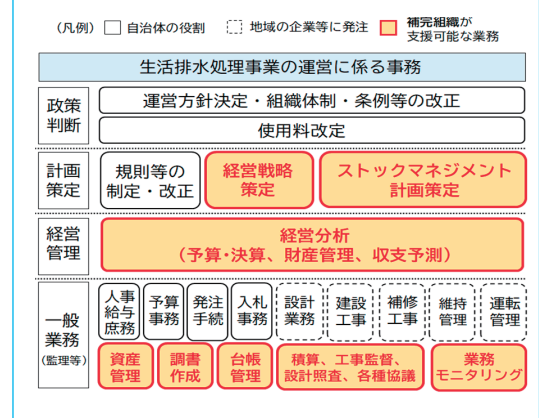 （凡例） 自治体の役割 地域の企業等に発注 補完組織が
支援可能な業務
生活排水処理事業の運営に係る事務
政策
判断
運営方針決定・組織体制・条例等の改正
使用料改定
計画
策定
規則等の
制定・改正
経営戦略
策定
ストックマネジメント
計画策定
経営
管理
経営分析
（予算・決算、財産管理、収支予測）
一般
業務
（監理等）
人事
給与
庶務
予算
事務
発注
手続
入札
事務
設計
業務
建設
工事
補修
工事
維持
管理
運転
管理
資産
管理
調書
作成
台帳
管理
積算、工事監督、
設計照査、各種協議
業務
モニタリング